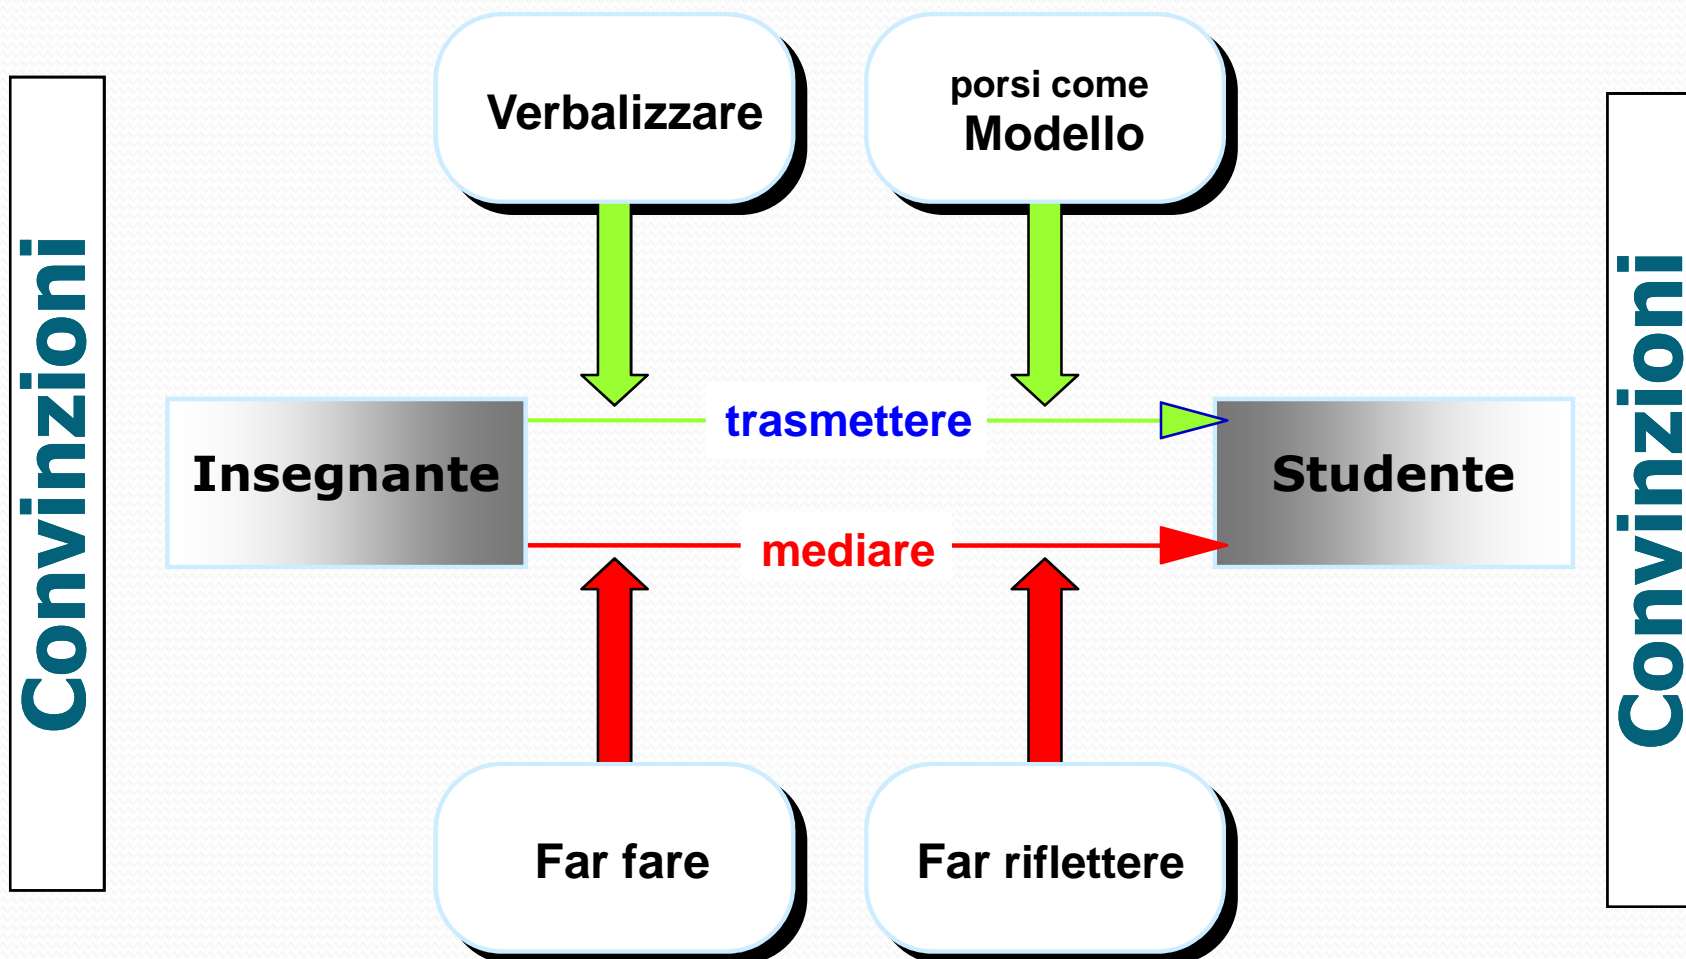 Convinzioni
Verbalizzare
porsi come
Modello
trasmettere
Insegnante
Studente
mediare
Far fare
Far riflettere
Convinzioni